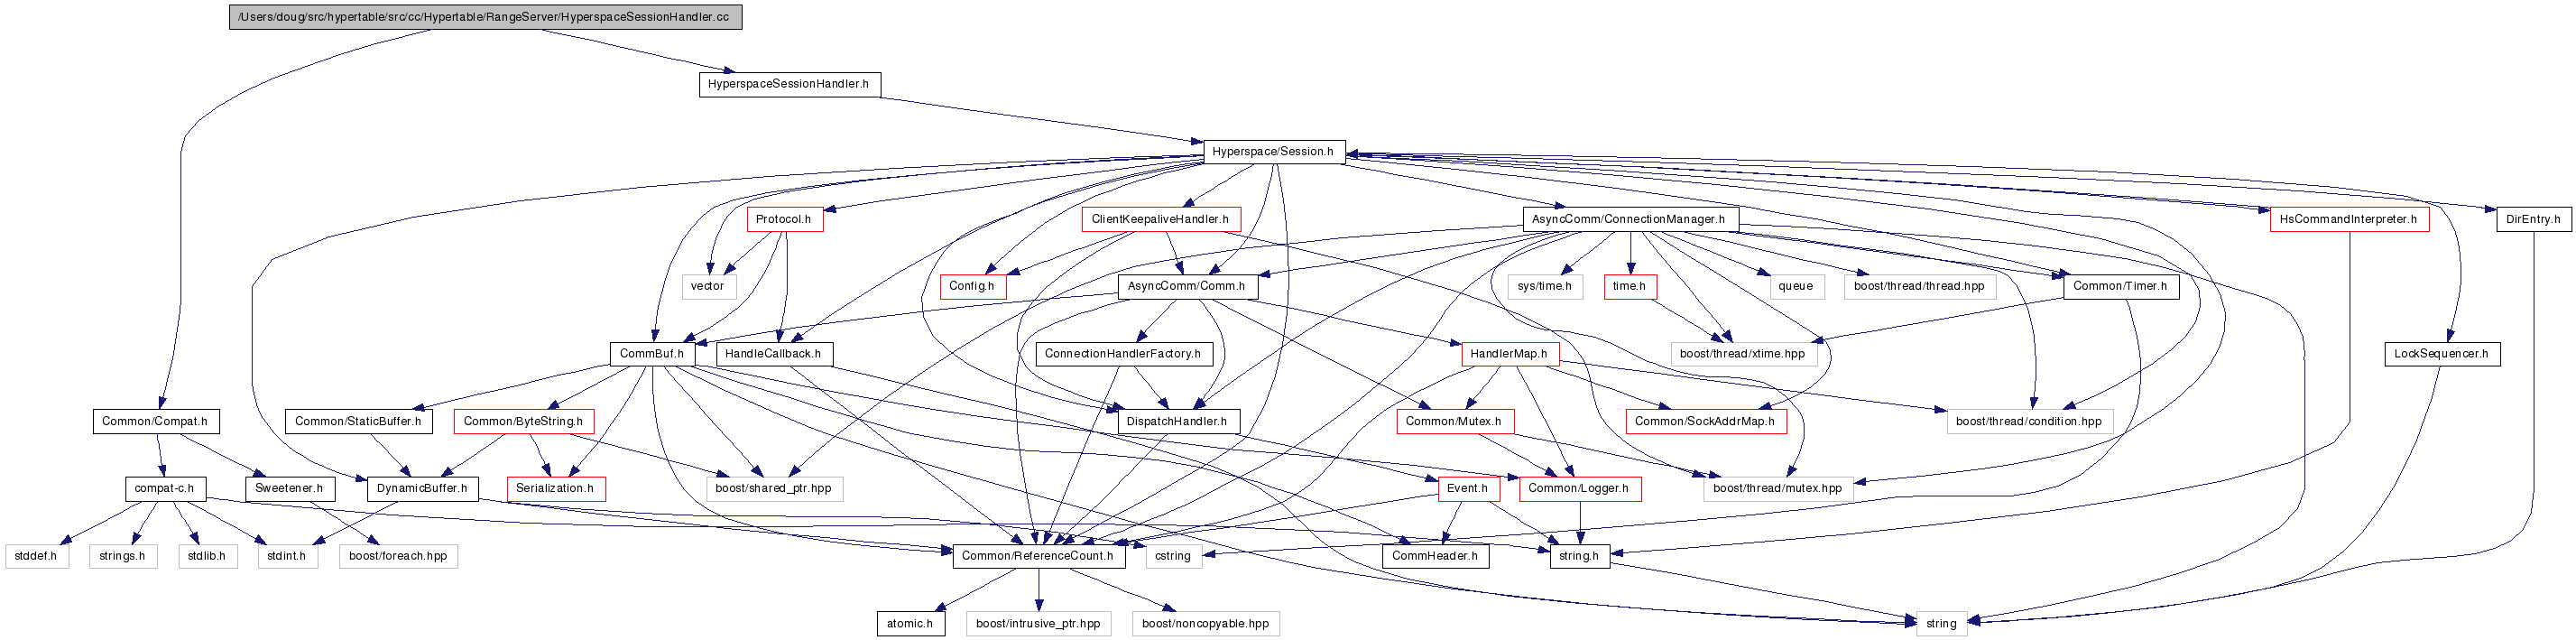 /Users/doug/src/hypertable/src/cc/Hypertable/RangeServer/HyperspaceSessionHandler.cc
HyperspaceSessionHandler.h
Hyperspace/Session.h
Protocol.h
ClientKeepaliveHandler.h
AsyncComm/ConnectionManager.h
HsCommandInterpreter.h
DirEntry.h
vector
Config.h
AsyncComm/Comm.h
sys/time.h
time.h
queue
boost/thread/thread.hpp
Common/Timer.h
CommBuf.h
HandleCallback.h
ConnectionHandlerFactory.h
HandlerMap.h
boost/thread/xtime.hpp
LockSequencer.h
Common/Compat.h
Common/StaticBuffer.h
Common/ByteString.h
DispatchHandler.h
Common/Mutex.h
Common/SockAddrMap.h
boost/thread/condition.hpp
compat-c.h
Sweetener.h
DynamicBuffer.h
Serialization.h
boost/shared_ptr.hpp
Event.h
Common/Logger.h
boost/thread/mutex.hpp
stddef.h
strings.h
stdlib.h
stdint.h
boost/foreach.hpp
Common/ReferenceCount.h
cstring
CommHeader.h
string.h
atomic.h
boost/intrusive_ptr.hpp
boost/noncopyable.hpp
string